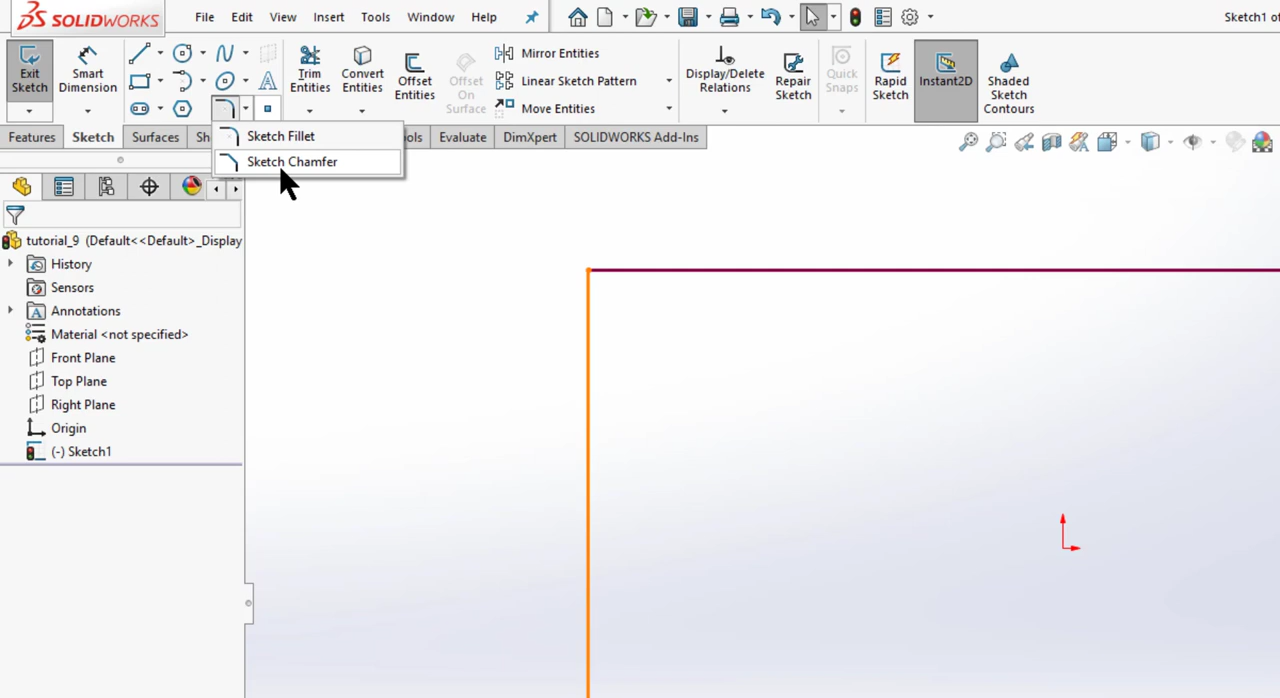 SOLIDWORKS
File Edit View Insert Tools Window Help
Sketch1 of
Exit Sketch
Smart Dimension
Trim Entities
Convert Entities
Offset Entities
Offset On Surface
Mirror Entities
Linear Sketch Pattern
Move Entities
Display/Delete Relations
Repair Sketch
Quick Snaps
Rapid Sketch
Instant2D
Shaded Sketch Contours
Features Sketch Surfaces Sh ols Evaluate DimXpert SOLIDWORKS Add-Ins
Sketch Fillet
Sketch Chamfer
tutorial_9 (Default<<Default>_Display
History
Sensors
Annotations
Material <not specified>
Front Plane
Top Plane
Right Plane
Origin
(-) Sketch1